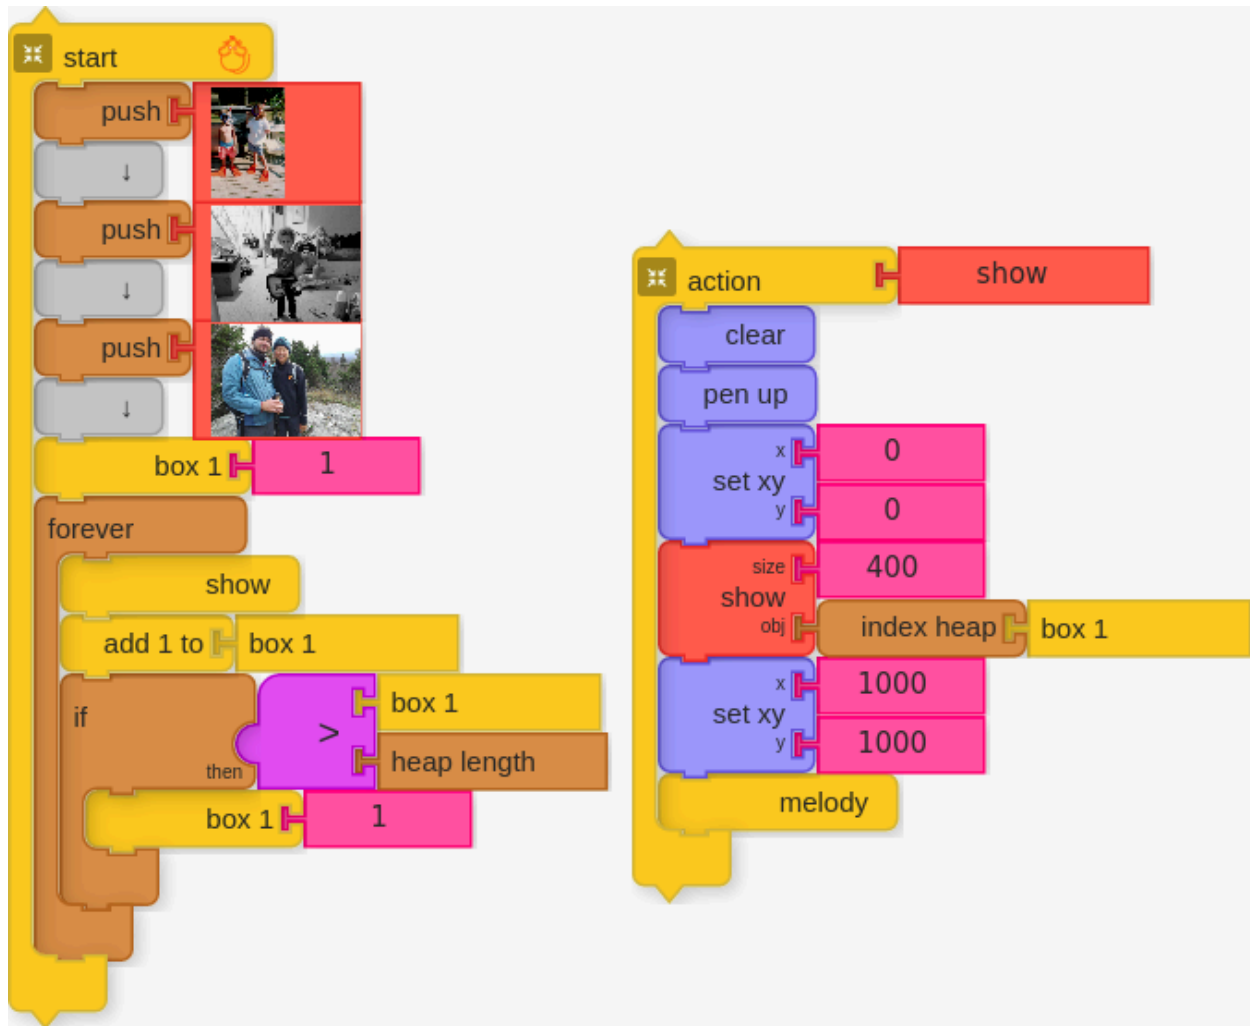 start
push
↓
push
↓
push
↓
box 1 1
forever
show
add 1 to box 1
if
then
> box 1
heap length
box 1 1
action show
clear
pen up
set xy
x 0
y 0
show
size 400
obj index heap box 1
set xy
x 1000
y 1000
melody